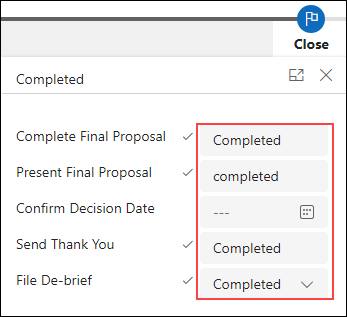 Close
Completed
Complete Final Proposal ✓ Completed
Present Final Proposal ✓ completed
Confirm Decision Date ---
Send Thank You ✓ Completed
File De-brief ✓ Completed